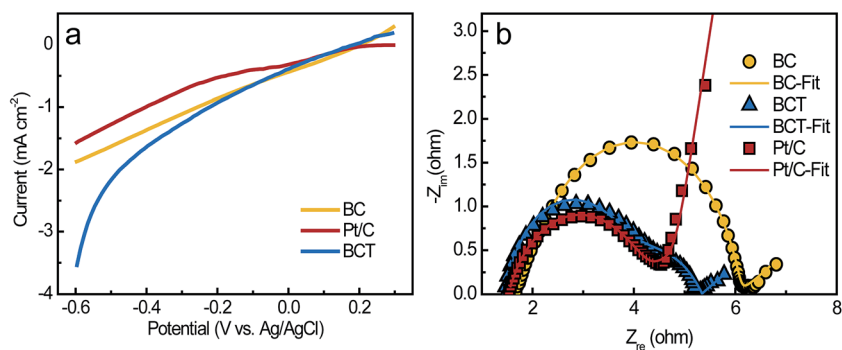 a
Current (mA cm⁻²)
0
-1
-2
-3
-4
-0.6
-0.4
-0.2
0.0
0.2
Potential (V vs. Ag/AgCl)
BC
Pt/C
BCT
b
-Z_im(ohm)
3.0
2.5
2.0
1.5
1.0
0.5
0.0
2
4
6
8
Z_re (ohm)
BC
BC-Fit
BCT
BCT-Fit
Pt/C
Pt/C-Fit